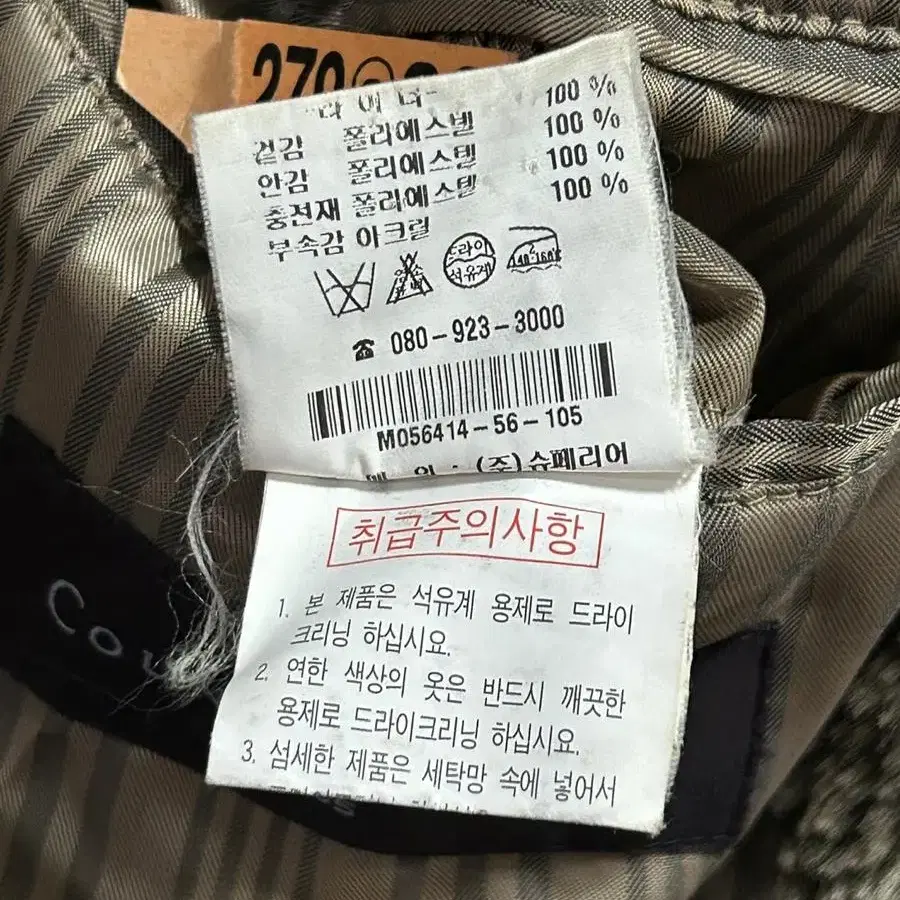 270
100 %
겉감 폴리에스텔 100 %
안감 폴리에스텔 100 %
충전재 폴리에스텔 100 %
부속감 아크릴
드라이
석유계
☎ 080-923-3000
M056414-56-105
(주)슈페리어
취급주의사항
1. 본 제품은 석유계 용제로 드라이
크리닝 하십시요.
2. 연한 색상의 옷은 반드시 깨끗한
용제로 드라이크리닝 하십시요.
3. 섬세한 제품은 세탁망 속에 넣어서